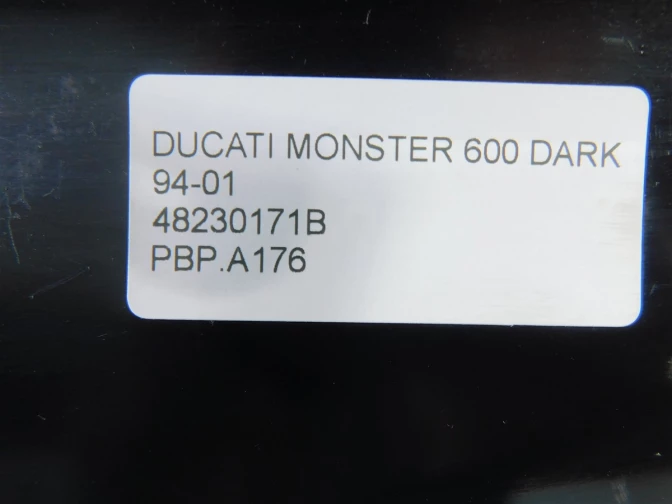 DUCATI MONSTER 600 DARK
94-01
48230171B
PBP.A176